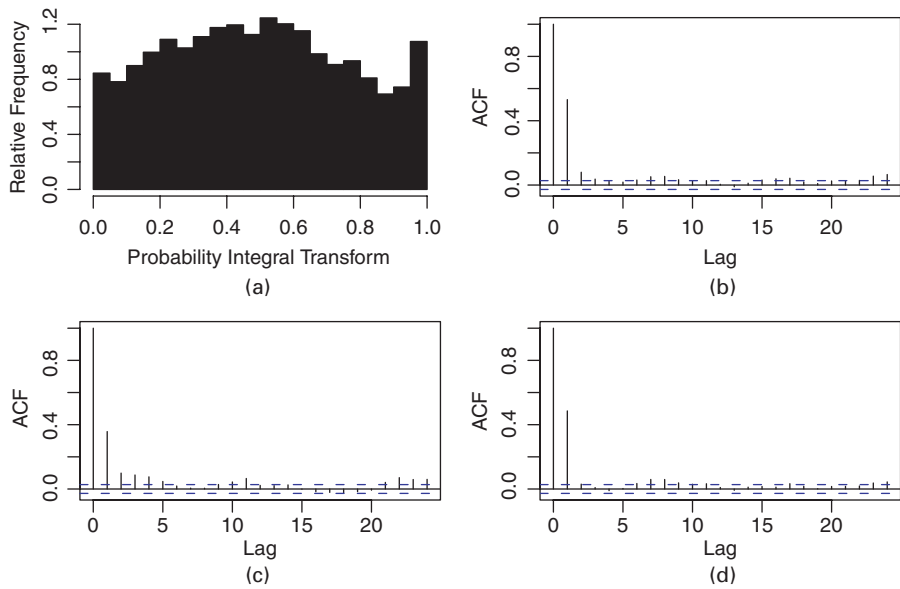 Relative Frequency
0.0 0.4 0.8 1.2
0.0 0.2 0.4 0.6 0.8 1.0
Probability Integral Transform
(a)
ACF
0.0 0.4 0.8
0 5 10 15 20
Lag
(b)
ACF
0.0 0.4 0.8
0 5 10 15 20
Lag
(c)
ACF
0.0 0.4 0.8
0 5 10 15 20
Lag
(d)